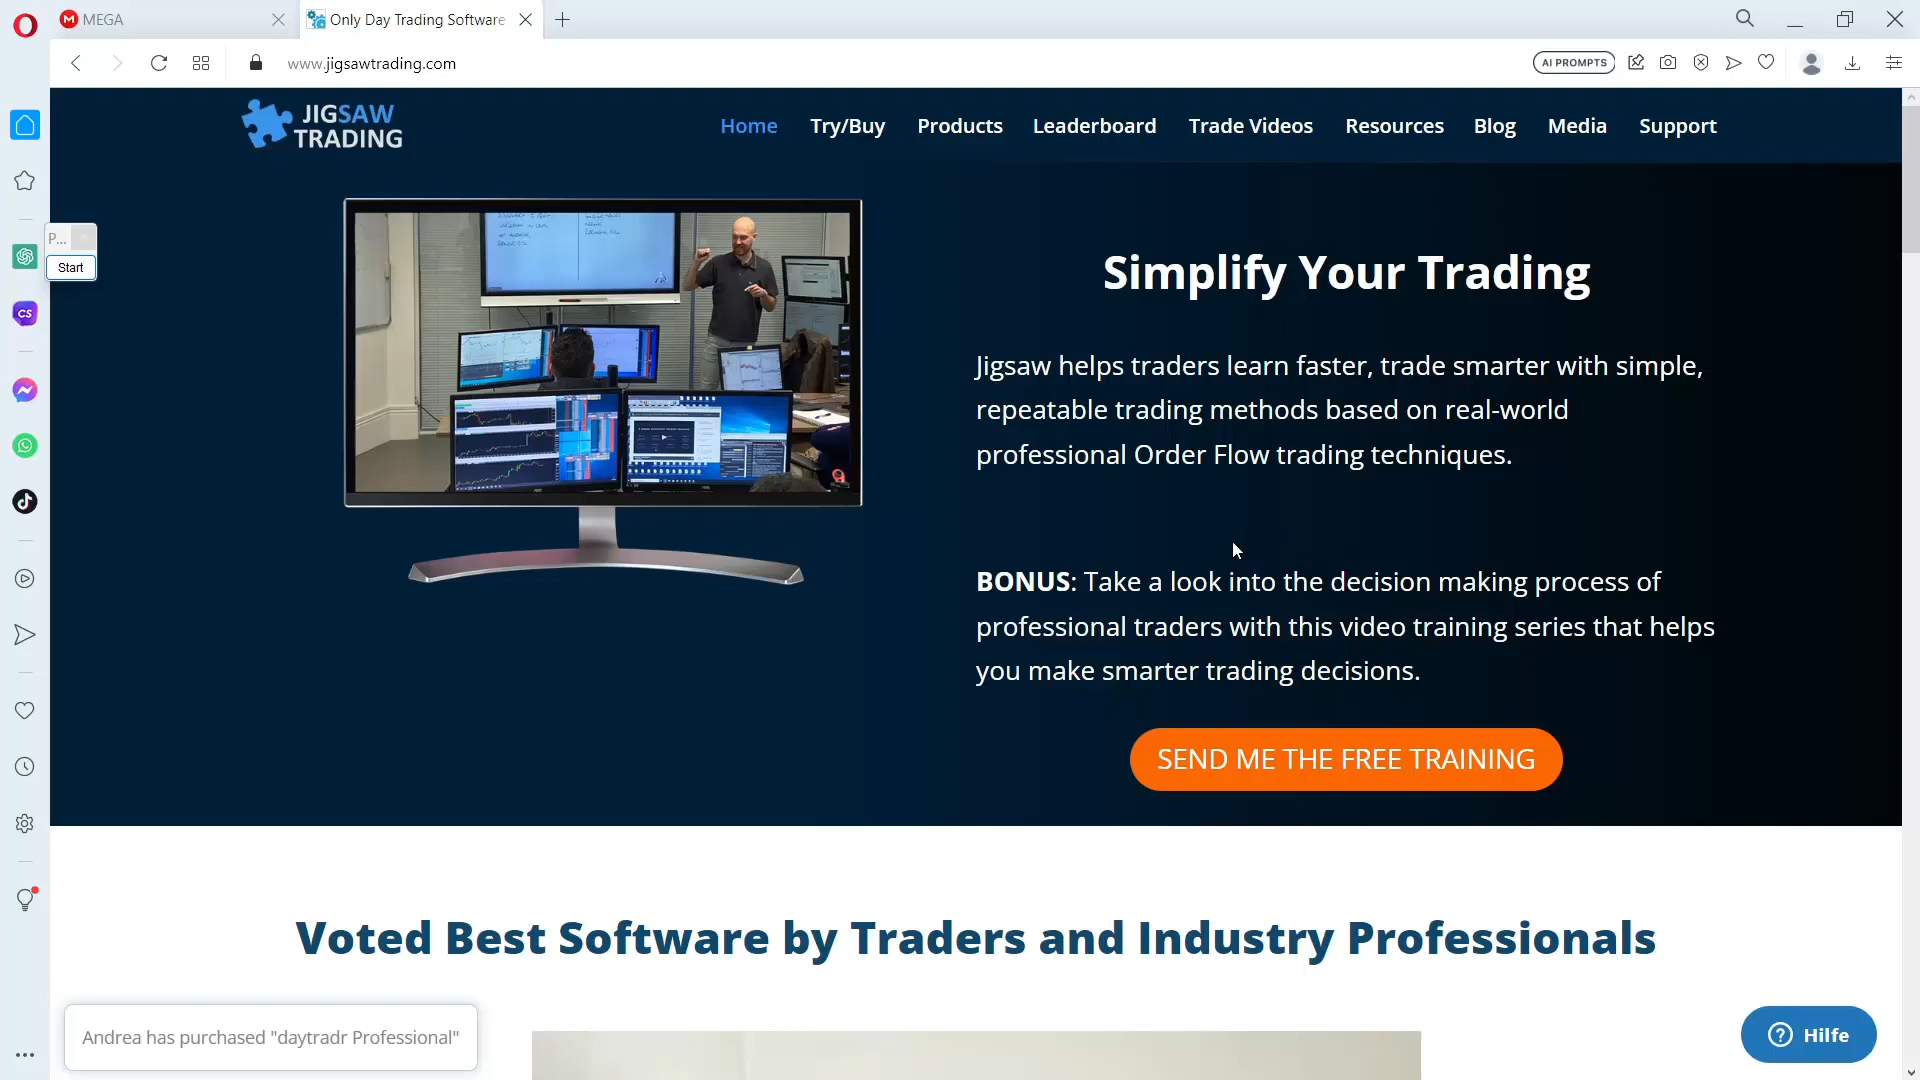 MEGA
Only Day Trading Software
www.jigsawtrading.com
AI PROMPTS
JIGSAW
TRADING
Home
Try/Buy
Products
Leaderboard
Trade Videos
Resources
Blog
Media
Support
P...
Start
CS
Simplify Your Trading
Jigsaw helps traders learn faster, trade smarter with simple,
repeatable trading methods based on real-world
professional Order Flow trading techniques.
BONUS: Take a look into the decision making process of
professional traders with this video training series that helps
you make smarter trading decisions.
SEND ME THE FREE TRAINING
Voted Best Software by Traders and Industry Professionals
Andrea has purchased "daytradr Professional"
Hilfe